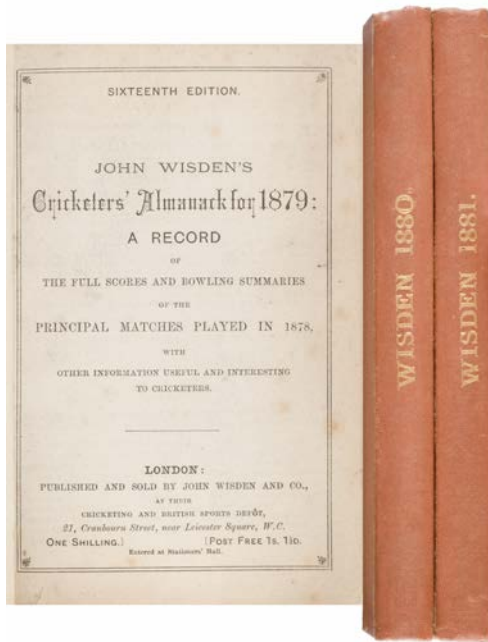 SIXTEENTH EDITION.
JOHN WISDEN'S
Cricketers' Almanack for 1879:
A RECORD
OF
THE FULL SCORES AND BOWLING SUMMARIES
OF THE
PRINCIPAL MATCHES PLAYED IN 1878,
WITH
OTHER INFORMATION USEFUL AND INTERESTING
TO CRICKETERS.
LONDON:
PUBLISHED AND SOLD BY JOHN WISDEN AND CO.,
AT THEIR
CRICKETING AND BRITISH SPORTS DEPÔT,
21, Cranbourn Street, near Leicester Square, W.C.
ONE SHILLING.] [POST FREE 1s. 1½D.
Entered at Stationers' Hall.
WISDEN 1880.
WISDEN 1881.